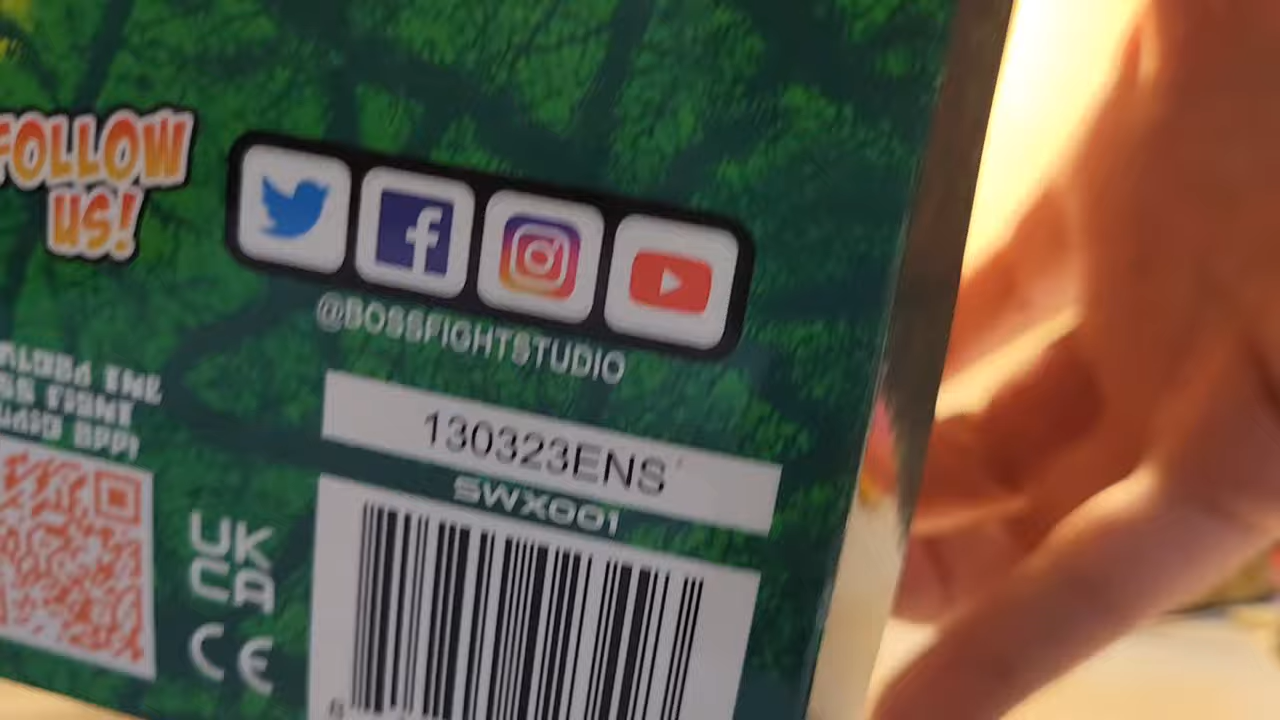 FOLLOW
US!
@BOSSFIGHTSTUDIO
130323ENS
SWX001
UK
CA
CE